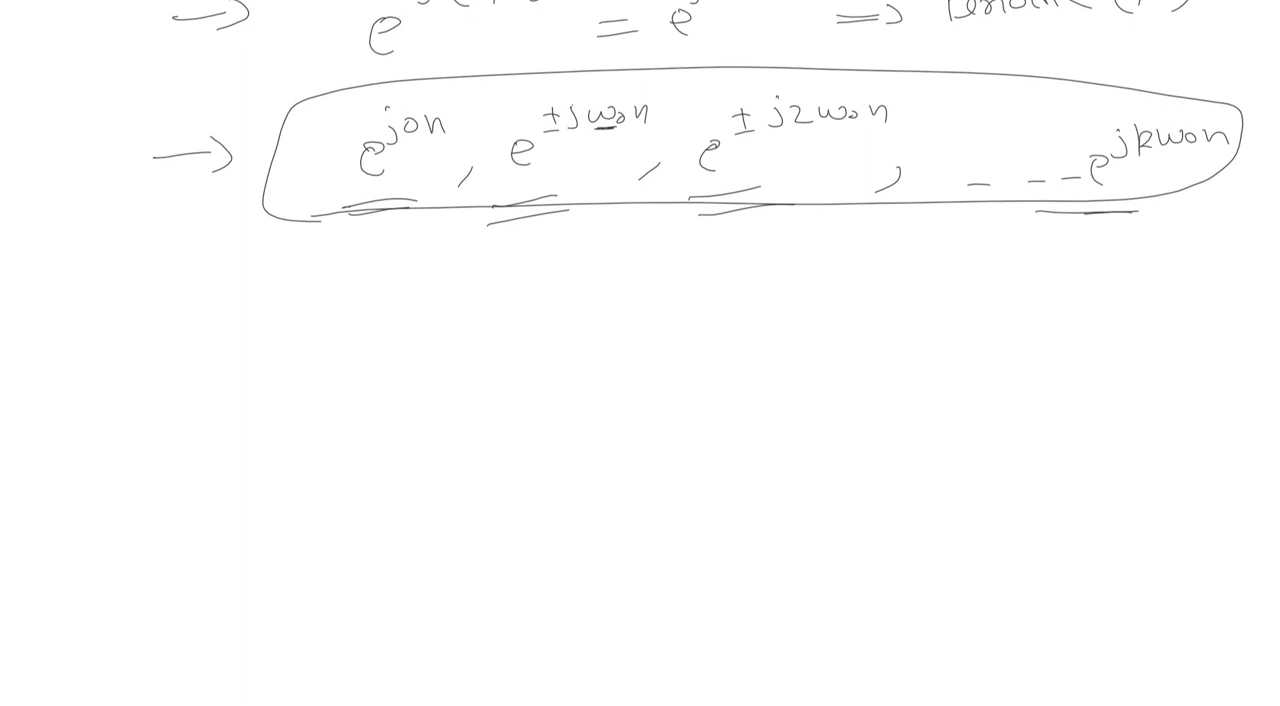 → e = e ⇒
→ e^{j0n}, e^{±jω₀n}, e^{±j2ω₀n}, - - - e^{jkω₀n}